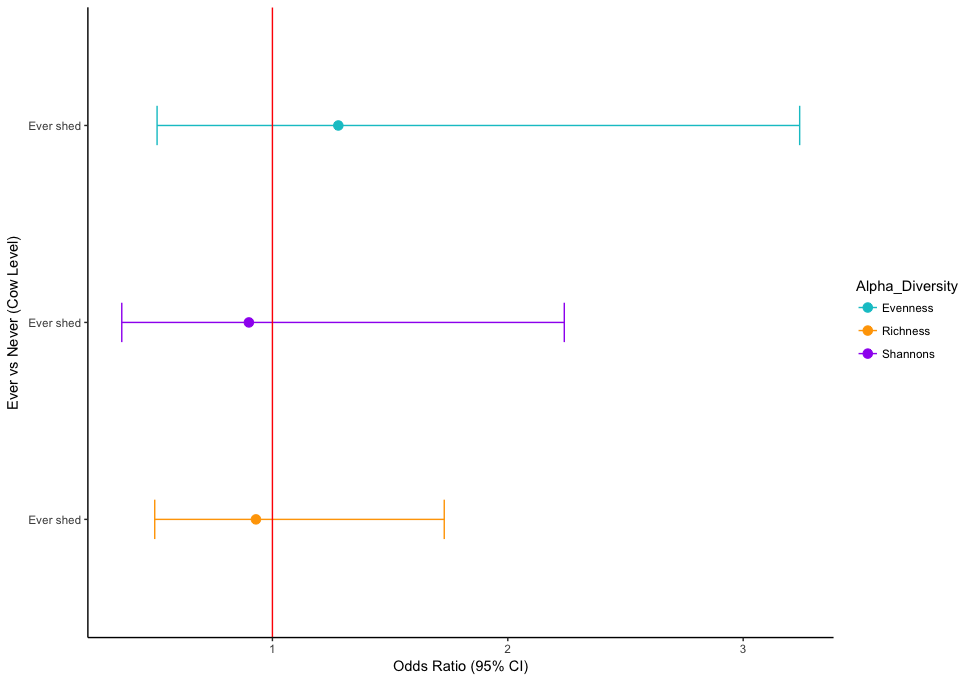 Ever vs Never (Cow Level)
Ever shed
Ever shed
Ever shed
1
2
3
Odds Ratio (95% CI)
Alpha_Diversity
Evenness
Richness
Shannons